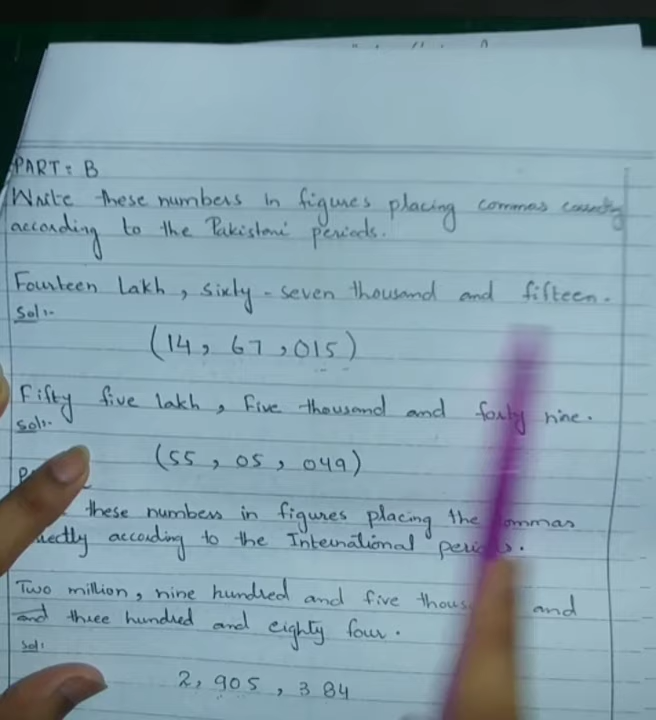 PART: B
Write these numbers in figures placing commas
according to the Pakistani periods.
Fourteen Lakh, sixty-seven thousand and fifteen.
Sol:-
(14, 67, 015)
Fifty five lakh, Five thousand and forty nine.
Sol:-
(55, 05, 049)
these numbers in figures placing the
according to the International
Two million, nine hundred and five and
and three hundred and eighty four.
Sol:
2, 905, 384